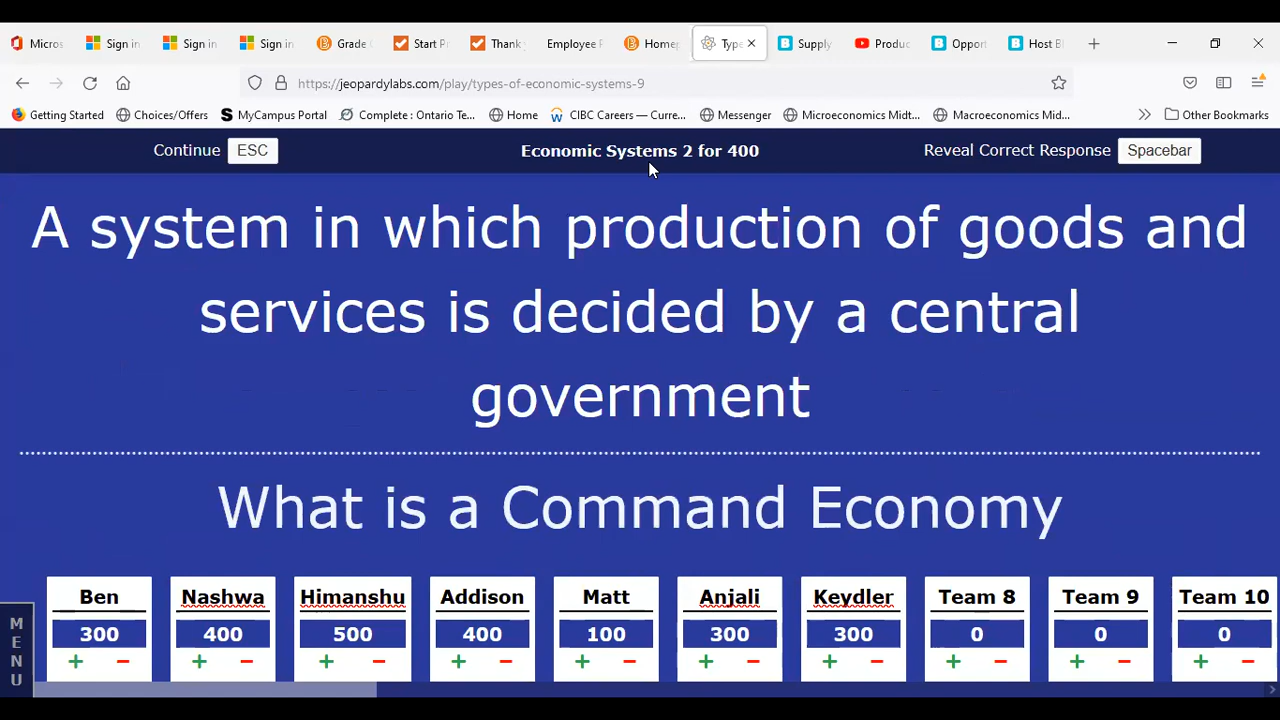 Micros Sign in Sign in Sign in Grade Start P Thank Employee Homep Type Supply Produc Opport Host B
https://jeopardylabs.com/play/types-of-economic-systems-9
Getting Started Choices/Offers MyCampus Portal Complete : Ontario Te... Home CIBC Careers — Curre... Messenger Microeconomics Midt... Macroeconomics Mid... Other Bookmarks
Continue ESC Economic Systems 2 for 400 Reveal Correct Response Spacebar
A system in which production of goods and
services is decided by a central
government
What is a Command Economy
Ben Nashwa Himanshu Addison Matt Anjali Keydler Team 8 Team 9 Team 10
300 400 500 400 100 300 300 0 0 0
+ − + − + − + − + − + − + − + − + − + −
MENU